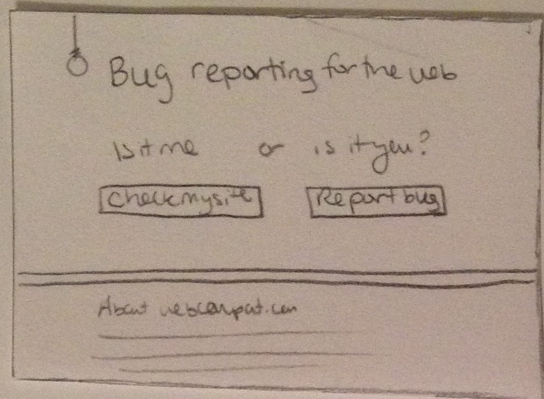 Bug reporting for the web
Is it me or is it you?
Check my site Report bug
About webcompat.com